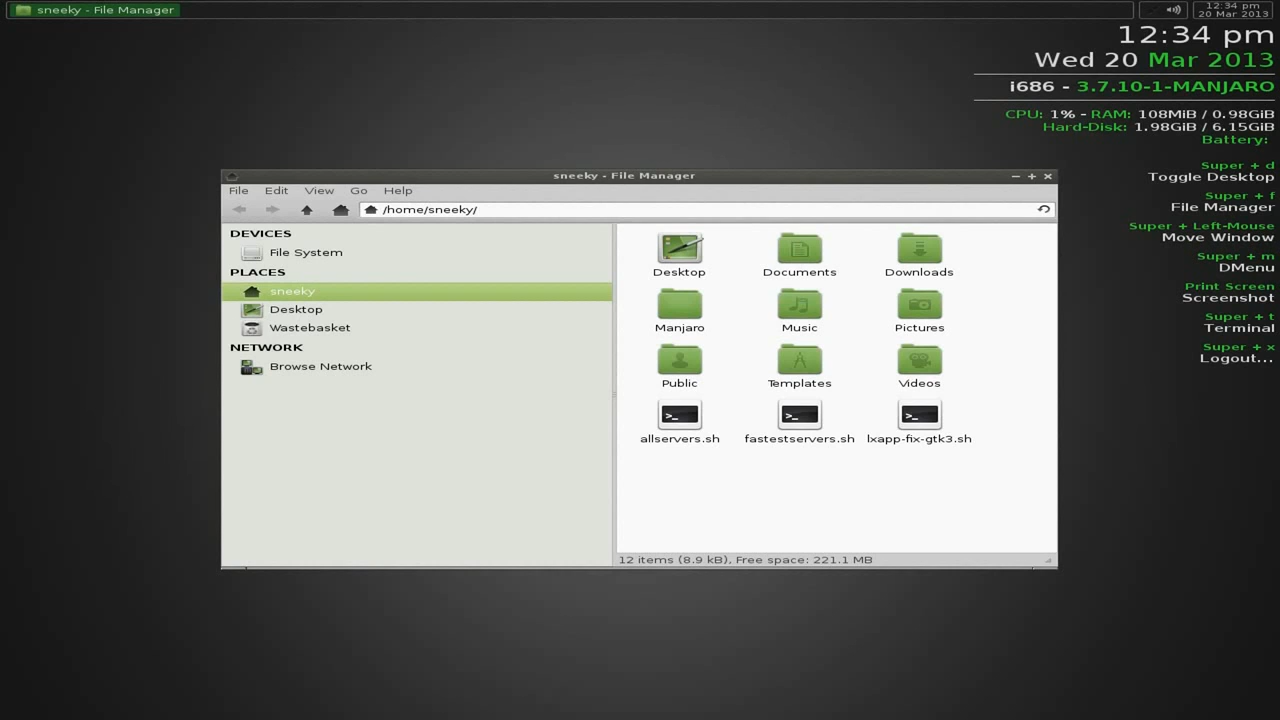 sneeky - File Manager
12:34 pm
20 Mar 2013
12:34 pm
Wed 20 Mar 2013
i686 - 3.7.10-1-MANJARO
CPU: 1% - RAM: 108MiB / 0.98GiB
Hard-Disk: 1.98GiB / 6.15GiB
Battery:
Super + d
Toggle Desktop
Super + f
File Manager
Super + Left-Mouse
Move Window
Super + m
DMenu
Print Screen
Screenshot
Super + t
Terminal
Super + x
Logout...
sneeky - File Manager
File Edit View Go Help
/home/sneeky/
DEVICES
File System
PLACES
sneeky
Desktop
Wastebasket
NETWORK
Browse Network
Desktop Documents Downloads
Manjaro Music Pictures
Public Templates Videos
allservers.sh fastestservers.sh lxapp-fix-gtk3.sh
12 items (8.9 kB), Free space: 221.1 MB